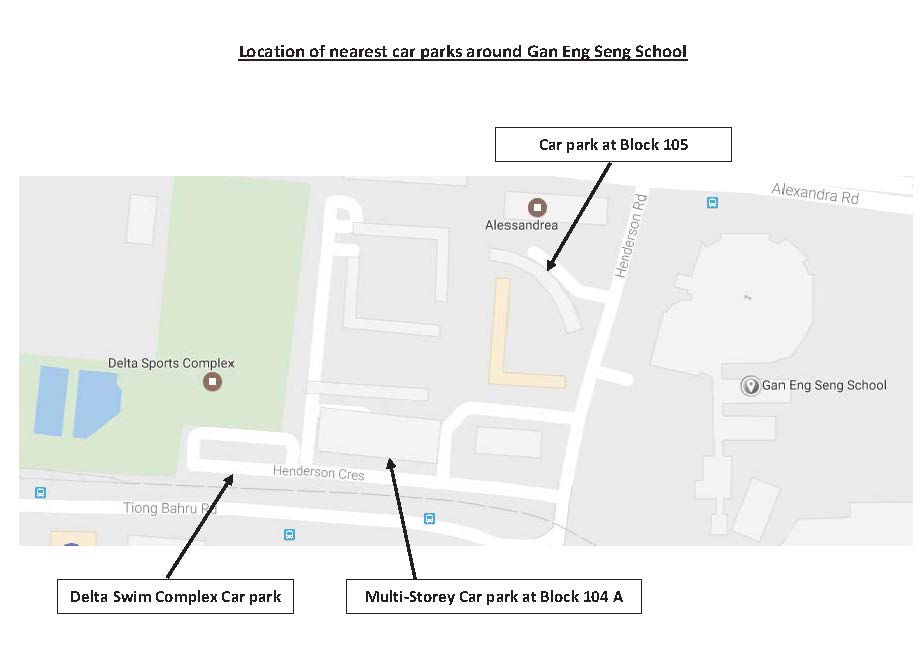 Location of nearest car parks around Gan Eng Seng School
Car park at Block 105
Alexandra Rd
Henderson Rd
Alessandrea
Delta Sports Complex
Gan Eng Seng School
Henderson Cres
Tiong Bahru Rd
Delta Swim Complex Car park
Multi-Storey Car park at Block 104 A